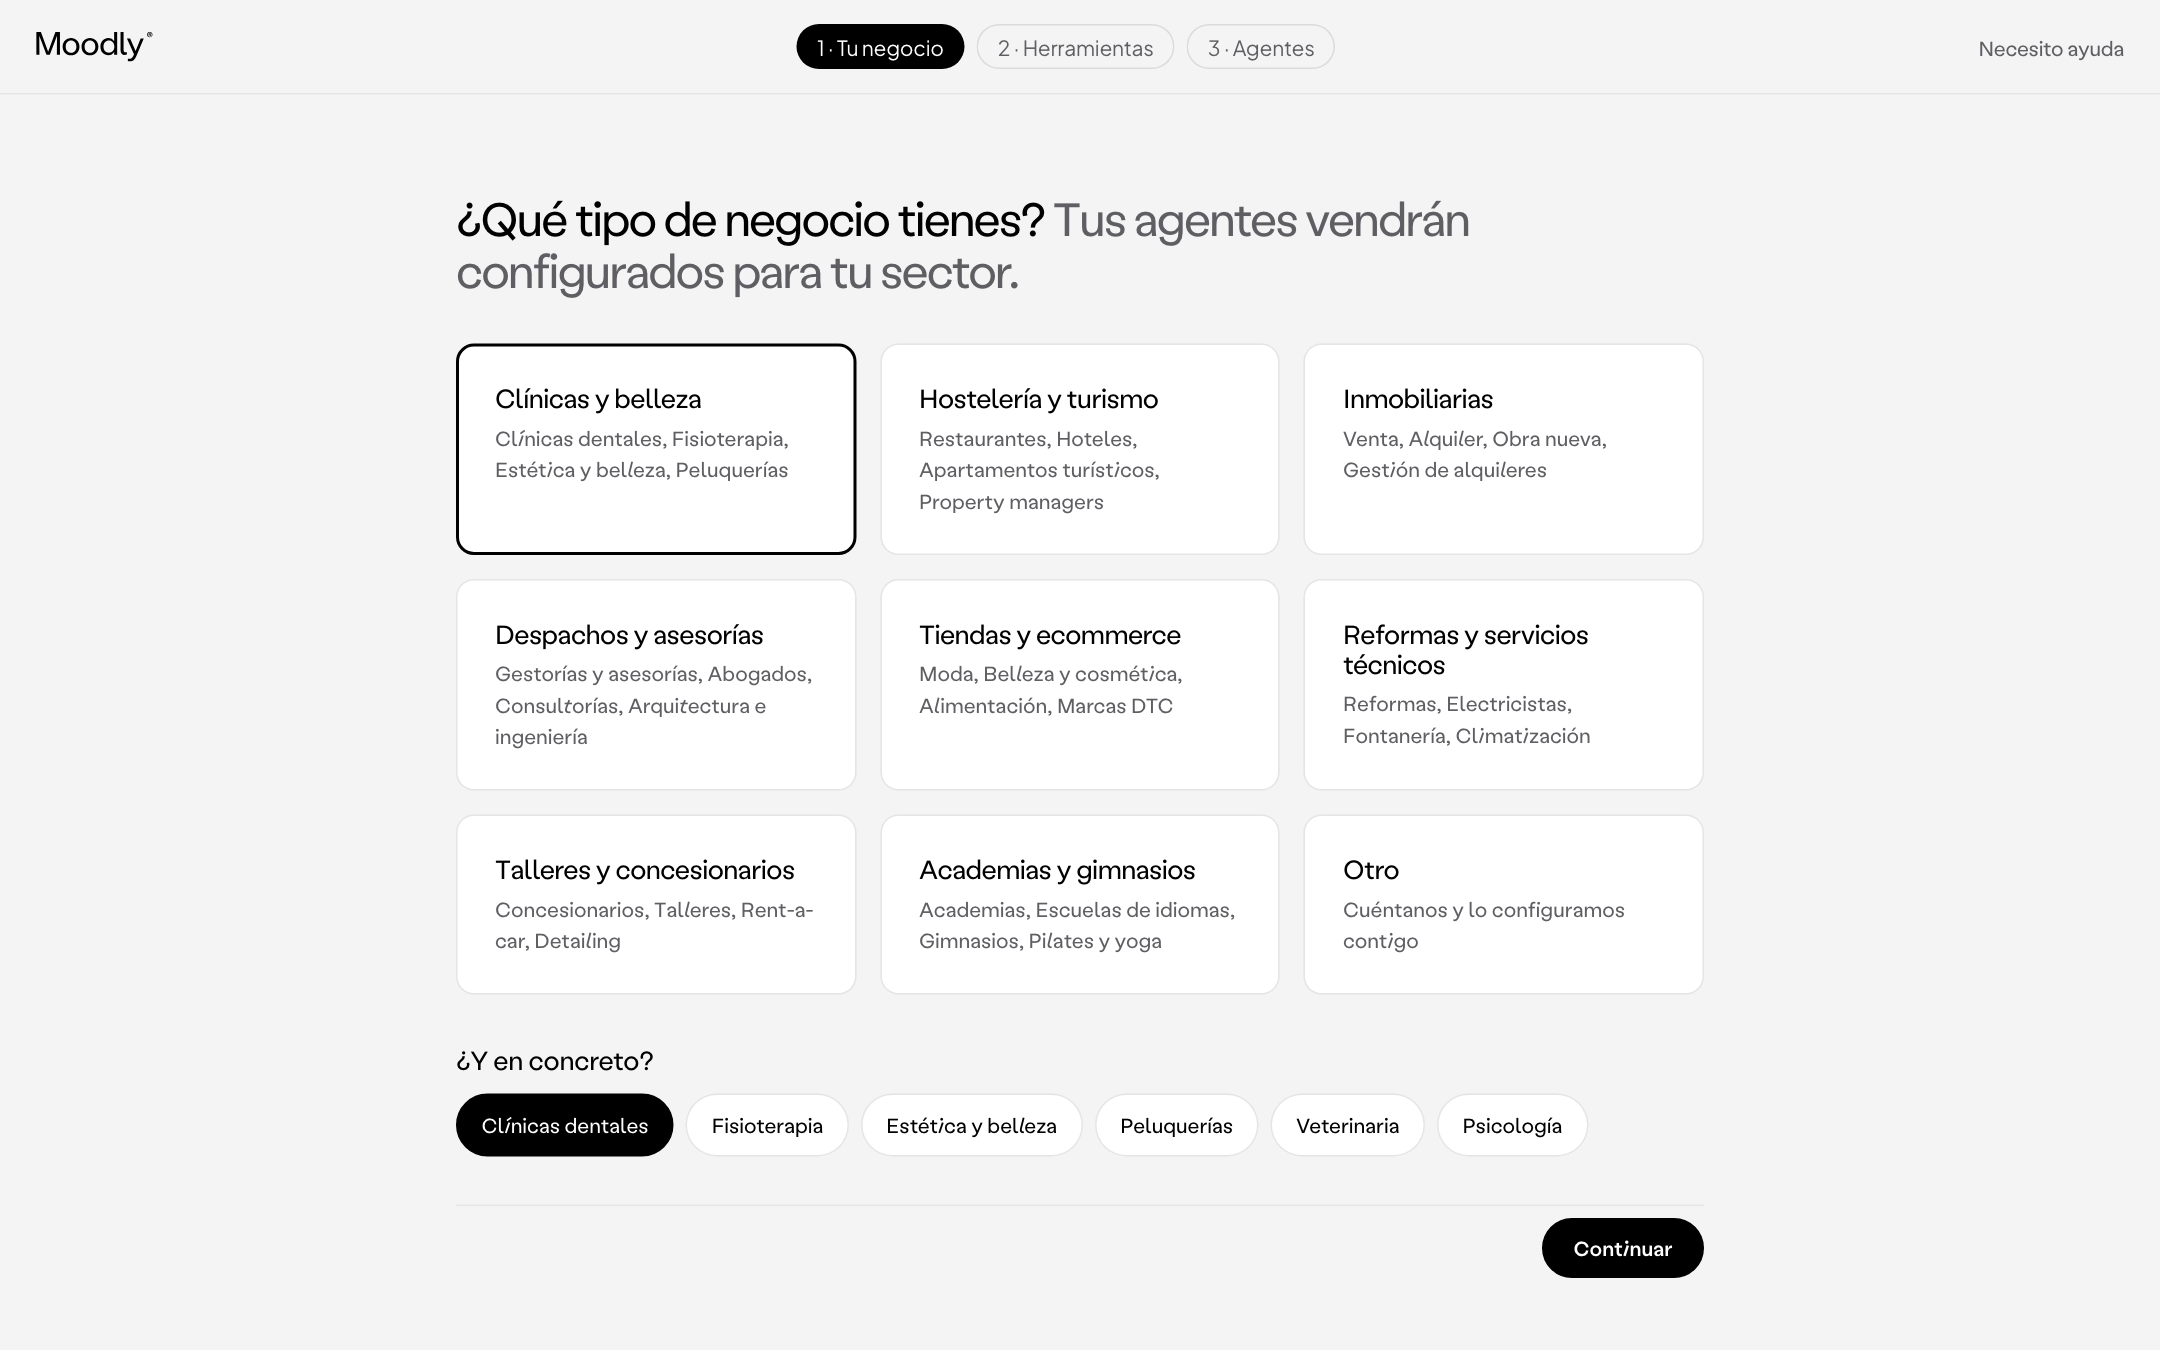 Moodly®
1 · Tu negocio
2 · Herramientas
3 · Agentes
Necesito ayuda
¿Qué tipo de negocio tienes? Tus agentes vendrán
configurados para tu sector.
Clínicas y belleza
Clínicas dentales, Fisioterapia,
Estética y belleza, Peluquerías
Hostelería y turismo
Restaurantes, Hoteles,
Apartamentos turísticos,
Property managers
Inmobiliarias
Venta, Alquiler, Obra nueva,
Gestión de alquileres
Despachos y asesorías
Gestorías y asesorías, Abogados,
Consultorías, Arquitectura e
ingeniería
Tiendas y ecommerce
Moda, Belleza y cosmética,
Alimentación, Marcas DTC
Reformas y servicios
técnicos
Reformas, Electricistas,
Fontanería, Climatización
Talleres y concesionarios
Concesionarios, Talleres, Rent-a-
car, Detailing
Academias y gimnasios
Academias, Escuelas de idiomas,
Gimnasios, Pilates y yoga
Otro
Cuéntanos y lo configuramos
contigo
¿Y en concreto?
Clínicas dentales
Fisioterapia
Estética y belleza
Peluquerías
Veterinaria
Psicología
Continuar